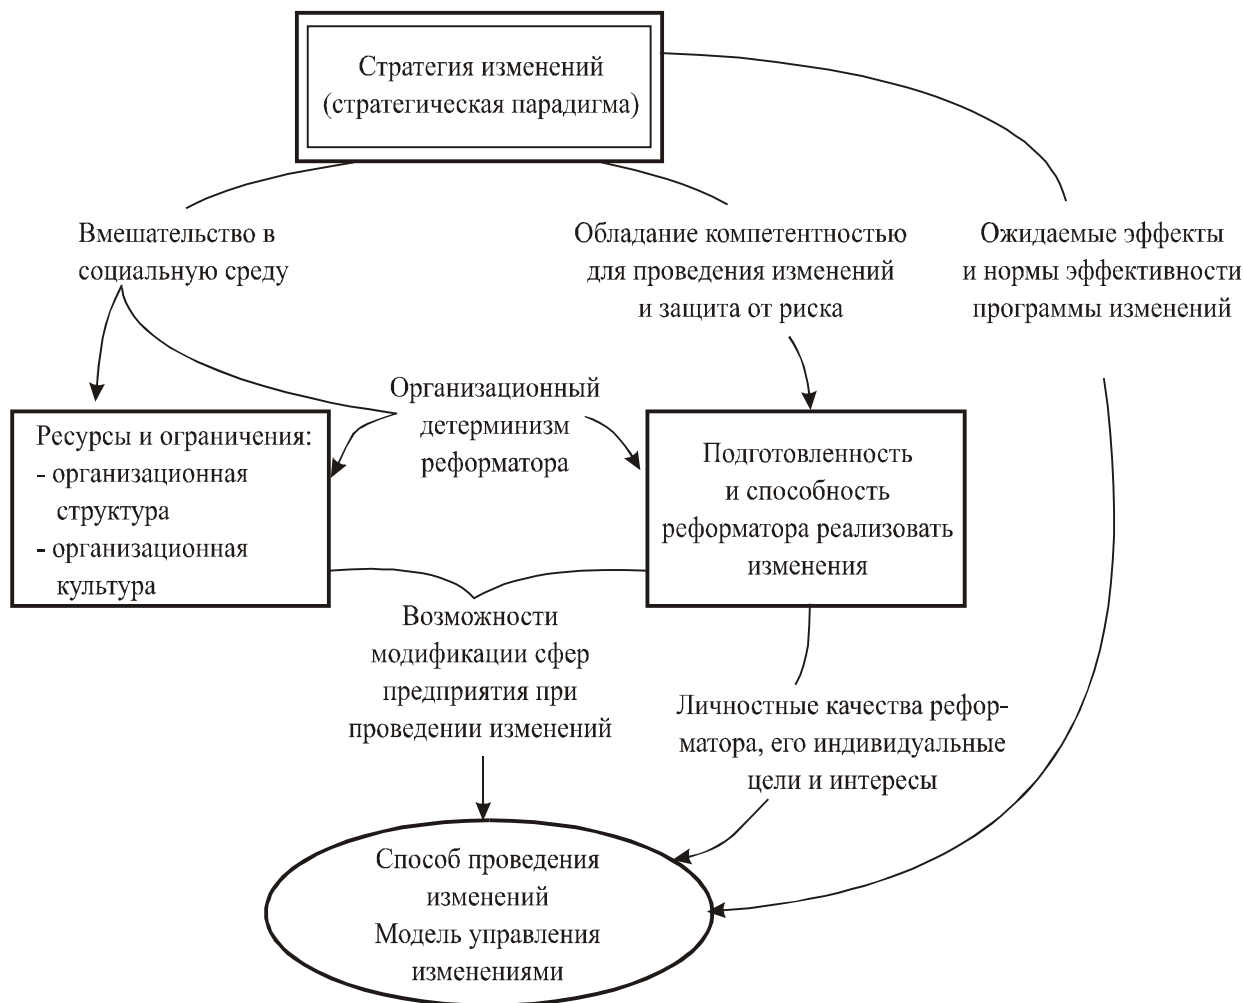 Стратегия изменений
(стратегическая парадигма)
Вмешательство в
социальную среду
Обладание компетентностью
для проведения изменений
и защита от риска
Ожидаемые эффекты
и нормы эффективности
программы изменений
Организационный
детерминизм
реформатора
Ресурсы и ограничения:
- организационная
структура
- организационная
культура
Подготовленность
и способность
реформатора реализовать
изменения
Возможности
модификации сфер
предприятия при
проведении изменений
Личностные качества рефор-
матора, его индивидуальные
цели и интересы
Способ проведения
изменений
Модель управления
изменениями